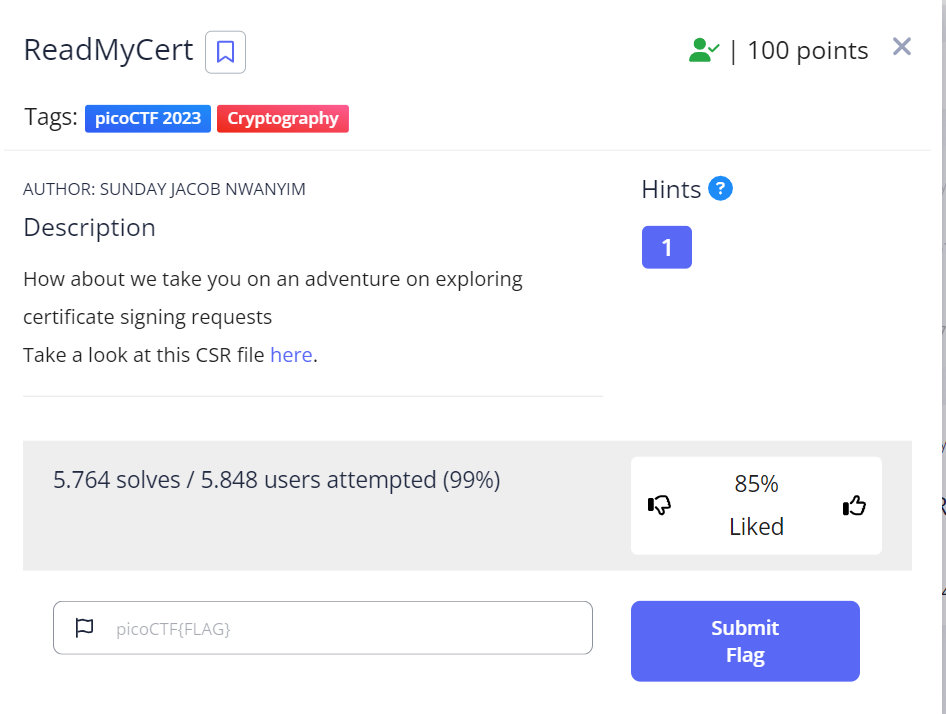 ReadMyCert
| 100 points
Tags: picoCTF 2023 Cryptography
AUTHOR: SUNDAY JACOB NWANYIM
Hints ?
Description
1
How about we take you on an adventure on exploring
certificate signing requests
Take a look at this CSR file here.
5.764 solves / 5.848 users attempted (99%)
85%
Liked
picoCTF{FLAG}
Submit
Flag